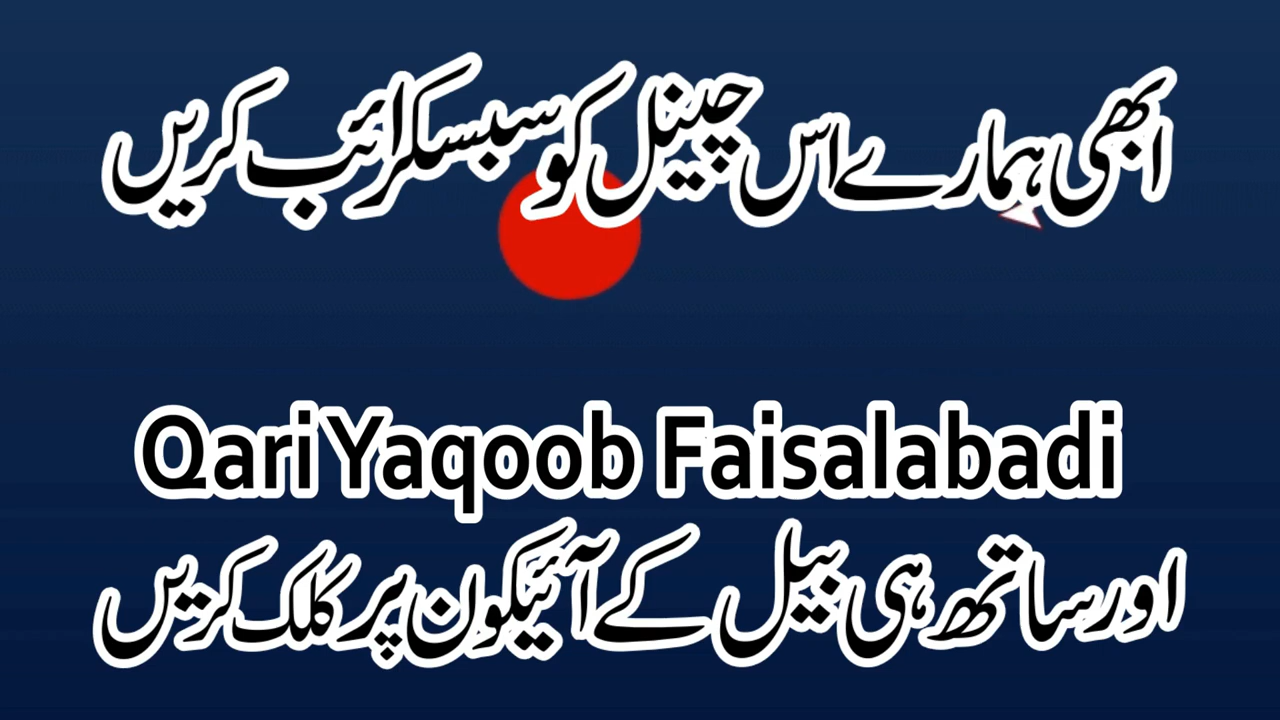 ابھی ہمارے اس چینل کو سبسکرائب کریں
Qari Yaqoob Faisalabadi
اور ساتھ ہی بیل کے آئیکون پر کلک کریں